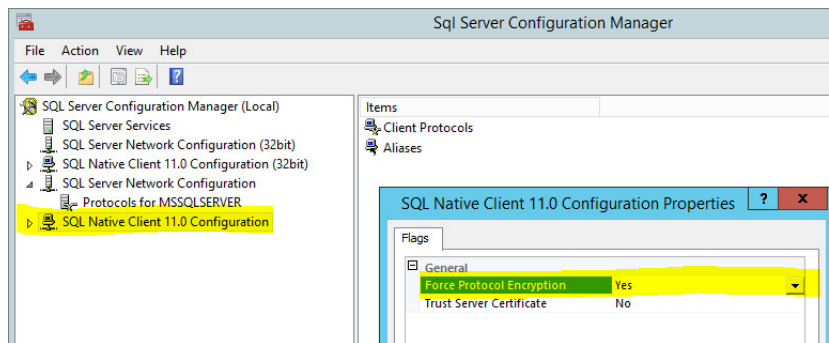 Sql Server Configuration Manager
File Action View Help
?
SQL Server Configuration Manager (Local)
SQL Server Services
SQL Server Network Configuration (32bit)
SQL Native Client 11.0 Configuration (32bit)
SQL Server Network Configuration
Protocols for MSSQLSERVER
SQL Native Client 11.0 Configuration
Items
Client Protocols
Aliases
SQL Native Client 11.0 Configuration Properties ? x
Flags
General
Force Protocol Encryption Yes
Trust Server Certificate No